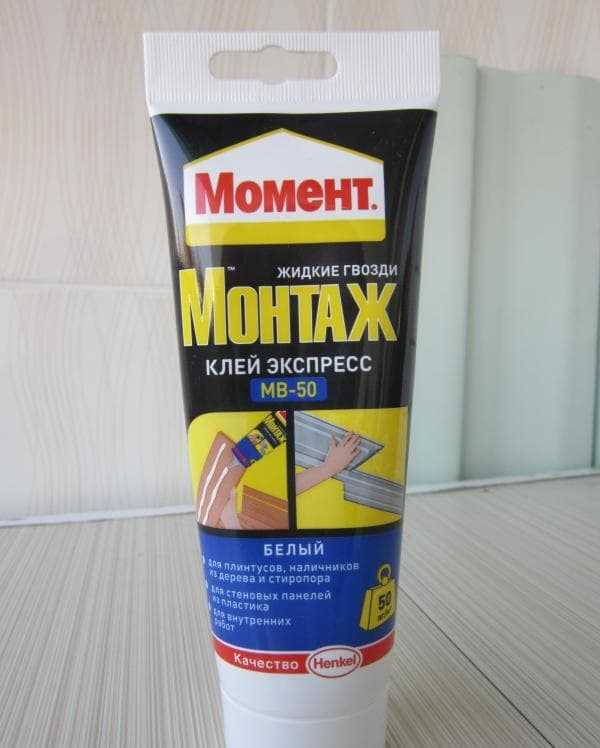 Момент.
ЖИДКИЕ ГВОЗДИ
МОНТАЖ™
КЛЕЙ ЭКСПРЕСС
МВ-50
МОНТАЖ
БЕЛЫЙ
для плинтусов, наличников
из дерева и стиропора
для стеновых панелей
из пластика
для внутренних
работ
50
Качество Henkel